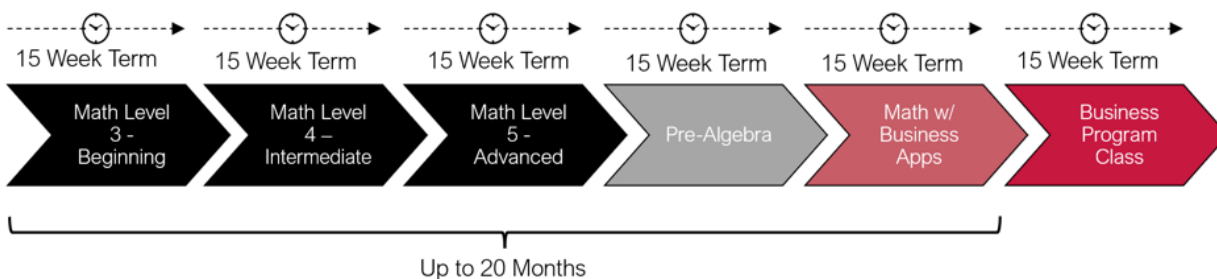 15 Week Term
15 Week Term
15 Week Term
15 Week Term
15 Week Term
15 Week Term
Math Level
3 -
Beginning
Math Level
4 –
Intermediate
Math Level
5 -
Advanced
Pre-Algebra
Math w/
Business
Apps
Business
Program
Class
Up to 20 Months